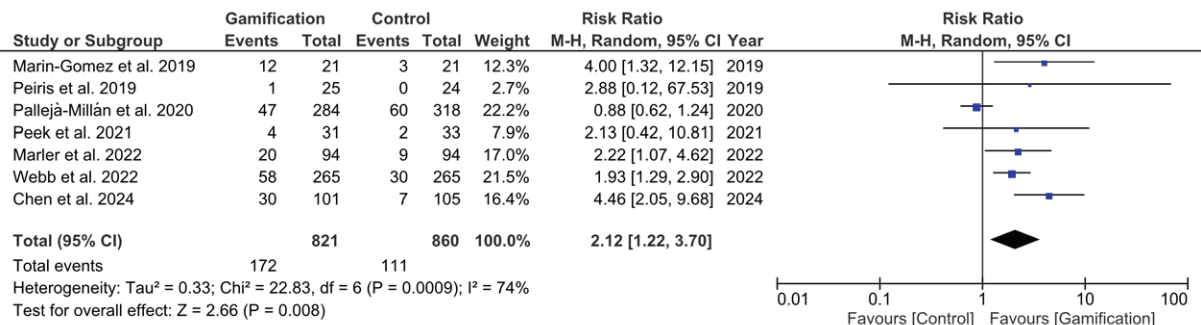 Gamification Control Risk Ratio Risk Ratio
Study or Subgroup Events Total Events Total Weight M-H, Random, 95% CI Year M-H, Random, 95% CI
Marin-Gomez et al. 2019 12 21 3 21 12.3% 4.00 [1.32, 12.15] 2019
Peiris et al. 2019 1 25 0 24 2.7% 2.88 [0.12, 67.53] 2019
Pallejà-Millán et al. 2020 47 284 60 318 22.2% 0.88 [0.62, 1.24] 2020
Peek et al. 2021 4 31 2 33 7.9% 2.13 [0.42, 10.81] 2021
Marler et al. 2022 20 94 9 94 17.0% 2.22 [1.07, 4.62] 2022
Webb et al. 2022 58 265 30 265 21.5% 1.93 [1.29, 2.90] 2022
Chen et al. 2024 30 101 7 105 16.4% 4.46 [2.05, 9.68] 2024
Total (95% CI) 821 860 100.0% 2.12 [1.22, 3.70]
Total events 172 111
Heterogeneity: Tau² = 0.33; Chi² = 22.83, df = 6 (P = 0.0009); I² = 74%
Test for overall effect: Z = 2.66 (P = 0.008)
0.01 0.1 1 10 100
Favours [Control] Favours [Gamification]